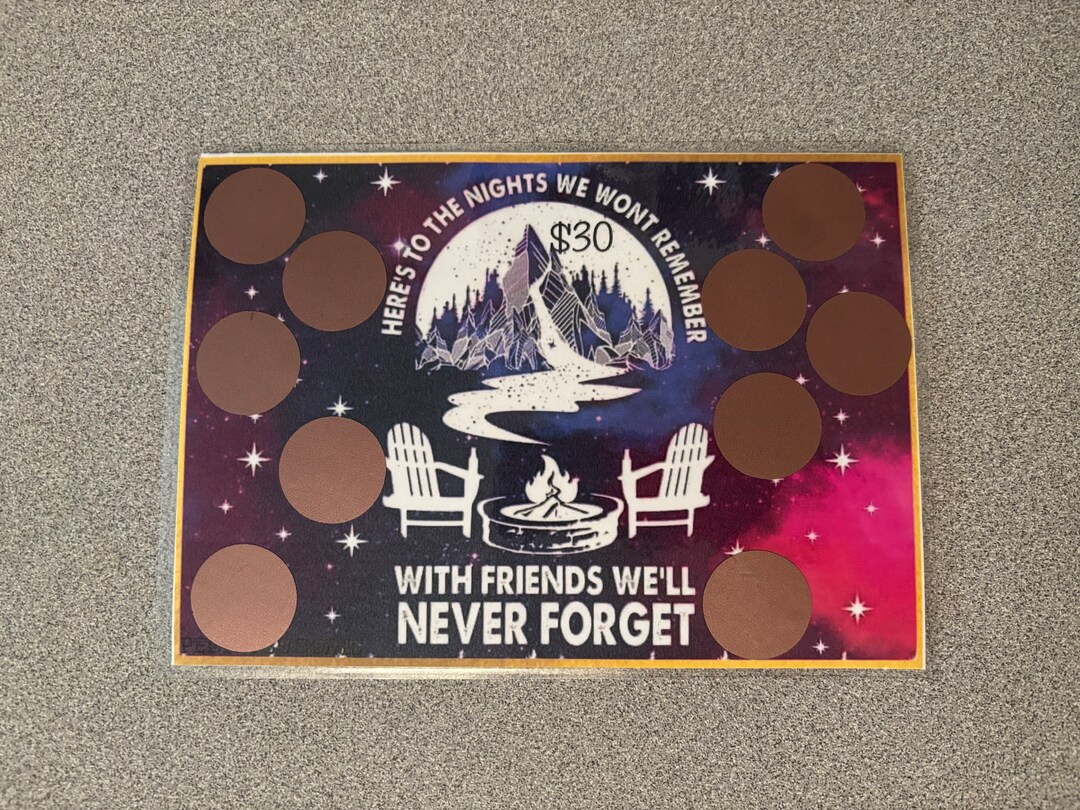 HERE'S TO THE NIGHTS WE WONT REMEMBER
$30
WITH FRIENDS WE'LL
NEVER FORGET